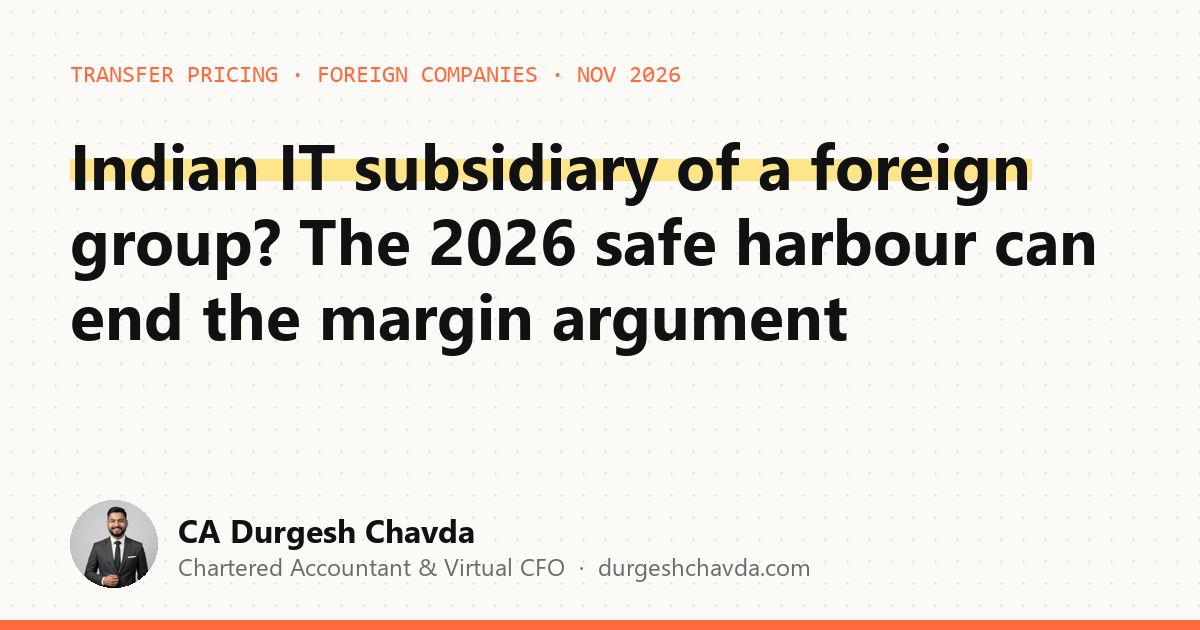 TRANSFER PRICING · FOREIGN COMPANIES · NOV 2026
Indian IT subsidiary of a foreign
group? The 2026 safe harbour can
end the margin argument
CA Durgesh Chavda
Chartered Accountant & Virtual CFO · durgeshchavda.com